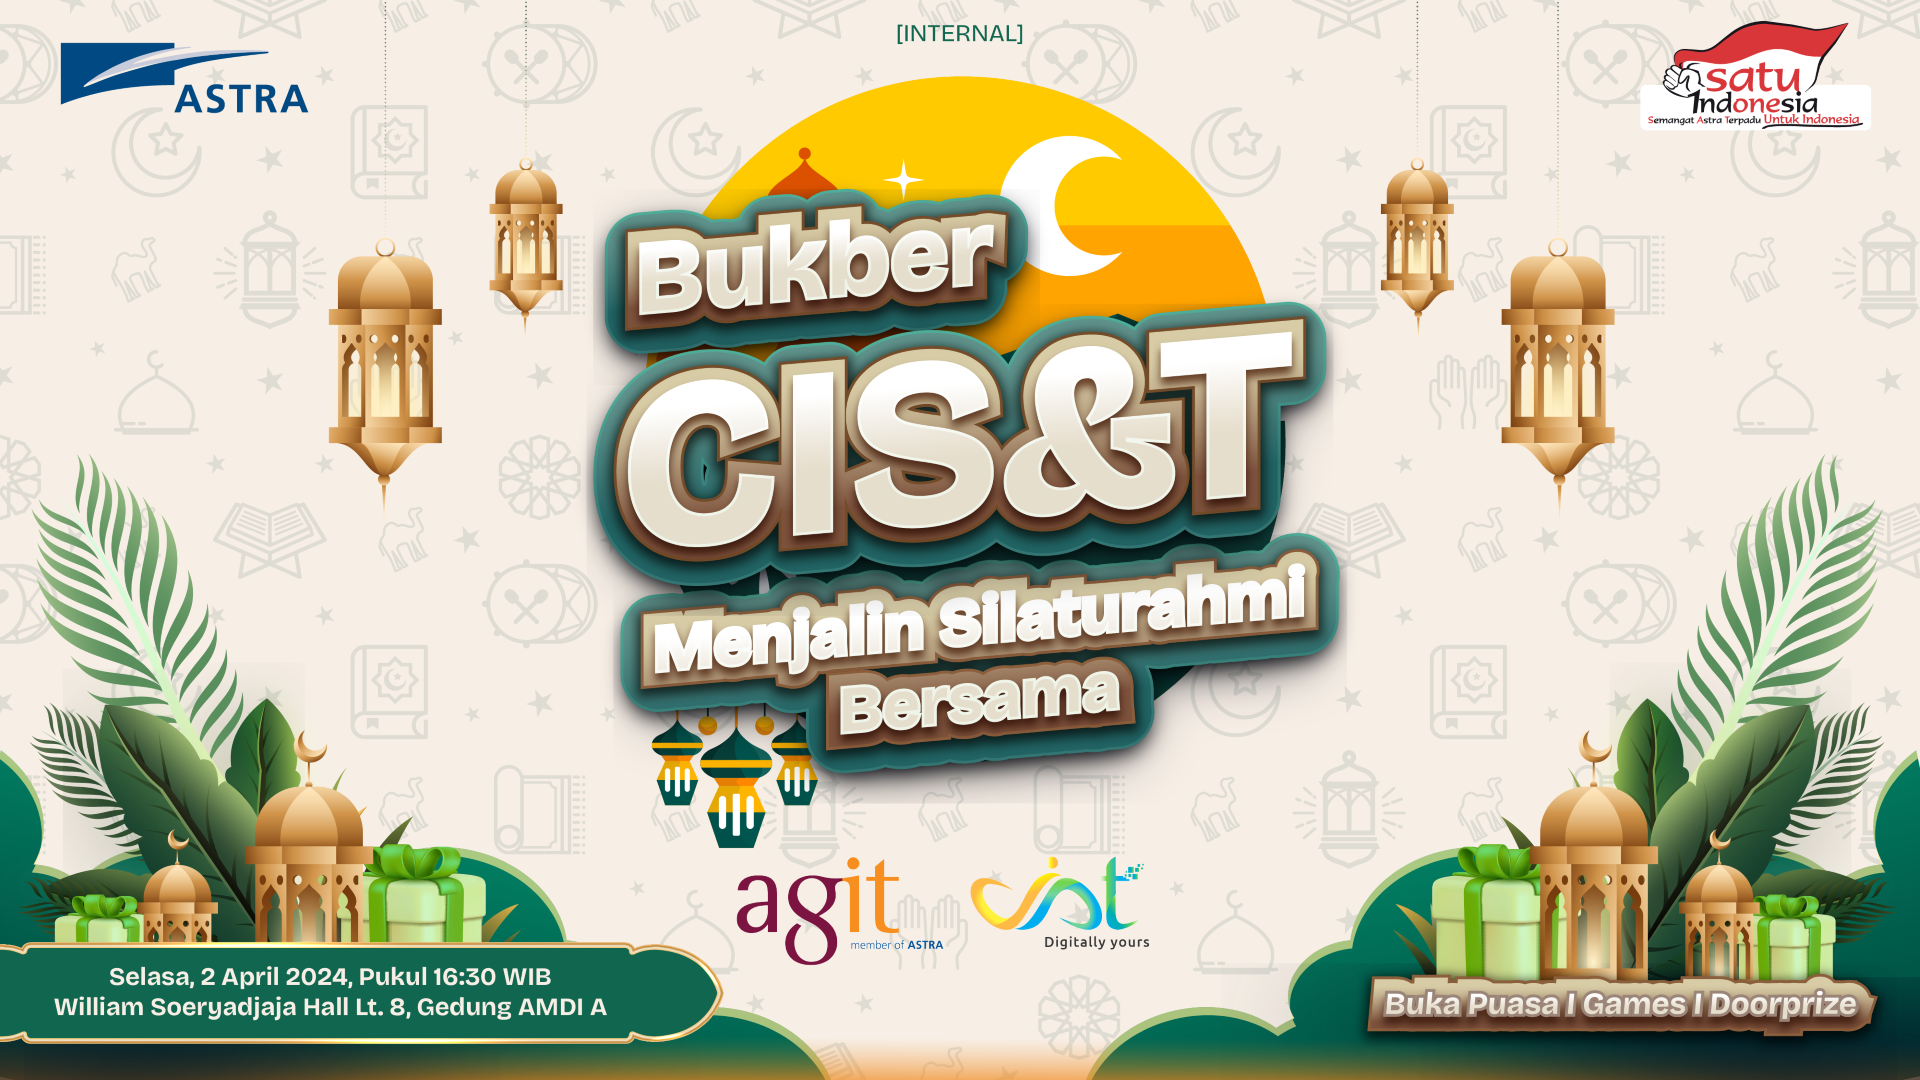 [INTERNAL]
ASTRA
satu
Indonesia
Semangat Astra Terpadu Untuk Indonesia
Bukber
CIS&T
Menjalin Silaturahmi
Bersama
agit
member of ASTRA
cist
Digitally yours
Selasa, 2 April 2024, Pukul 16:30 WIB
William Soeryadjaja Hall Lt. 8, Gedung AMDI A
Buka Puasa I Games I Doorprize